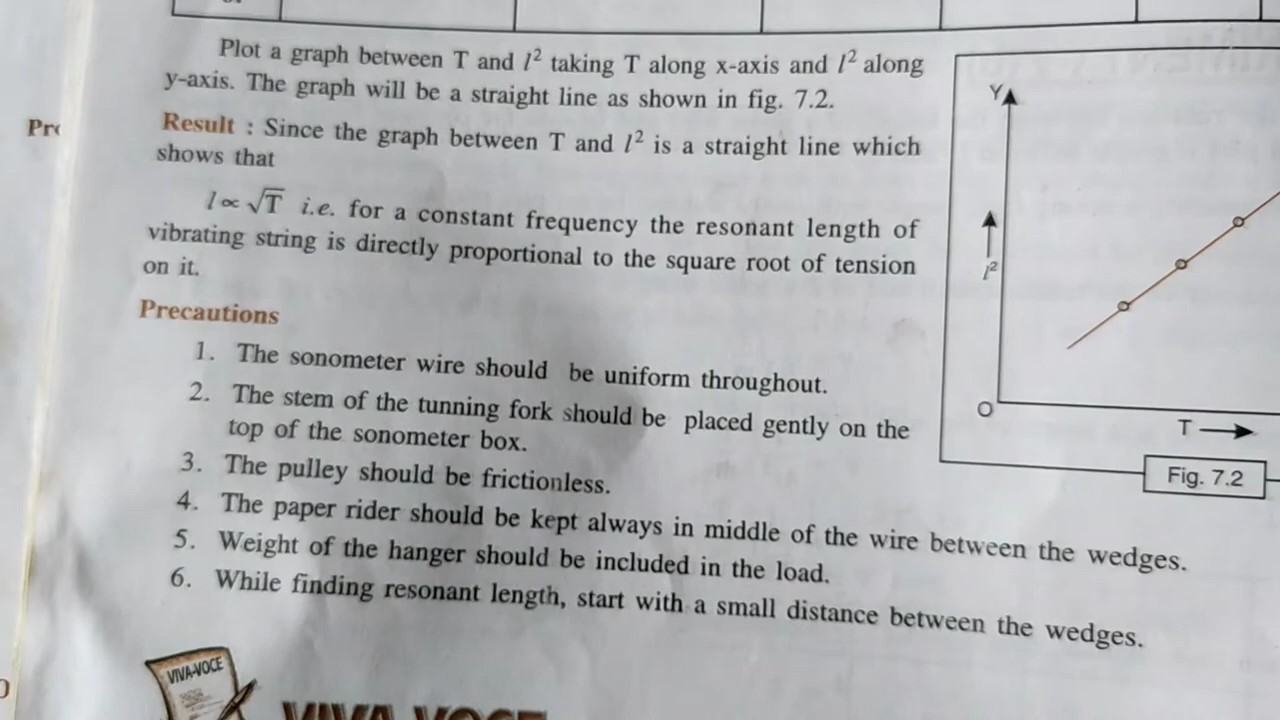 Plot a graph between T and l² taking T along x-axis and l² along
y-axis. The graph will be a straight line as shown in fig. 7.2.
Result : Since the graph between T and l² is a straight line which
shows that
l ∝ √T i.e. for a constant frequency the resonant length of
vibrating string is directly proportional to the square root of tension
on it.
Precautions
1. The sonometer wire should be uniform throughout.
2. The stem of the tunning fork should be placed gently on the
top of the sonometer box.
3. The pulley should be frictionless.
4. The paper rider should be kept always in middle of the wire between the wedges.
5. Weight of the hanger should be included in the load.
6. While finding resonant length, start with a small distance between the wedges.
Y
l²
O
T
Fig. 7.2
VIVA-VOCE
VIVA VOCE